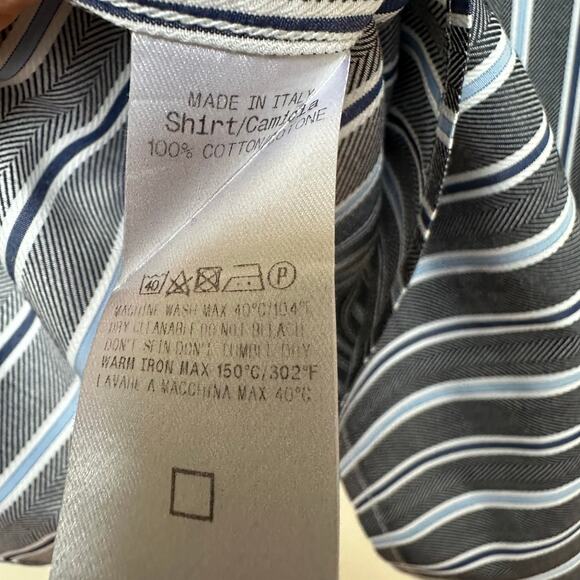 MADE IN ITALY
Shirt/Camicia
100% COTTON/COTONE
40 P
MACHINE WASH MAX 40°C/104°F
DRY CLEANABLE DO NOT BLEACH
DON'T SPIN DON'T TUMBLE DRY
WARM IRON MAX 150°C/302°F
LAVARE A MACCHINA MAX 40°C